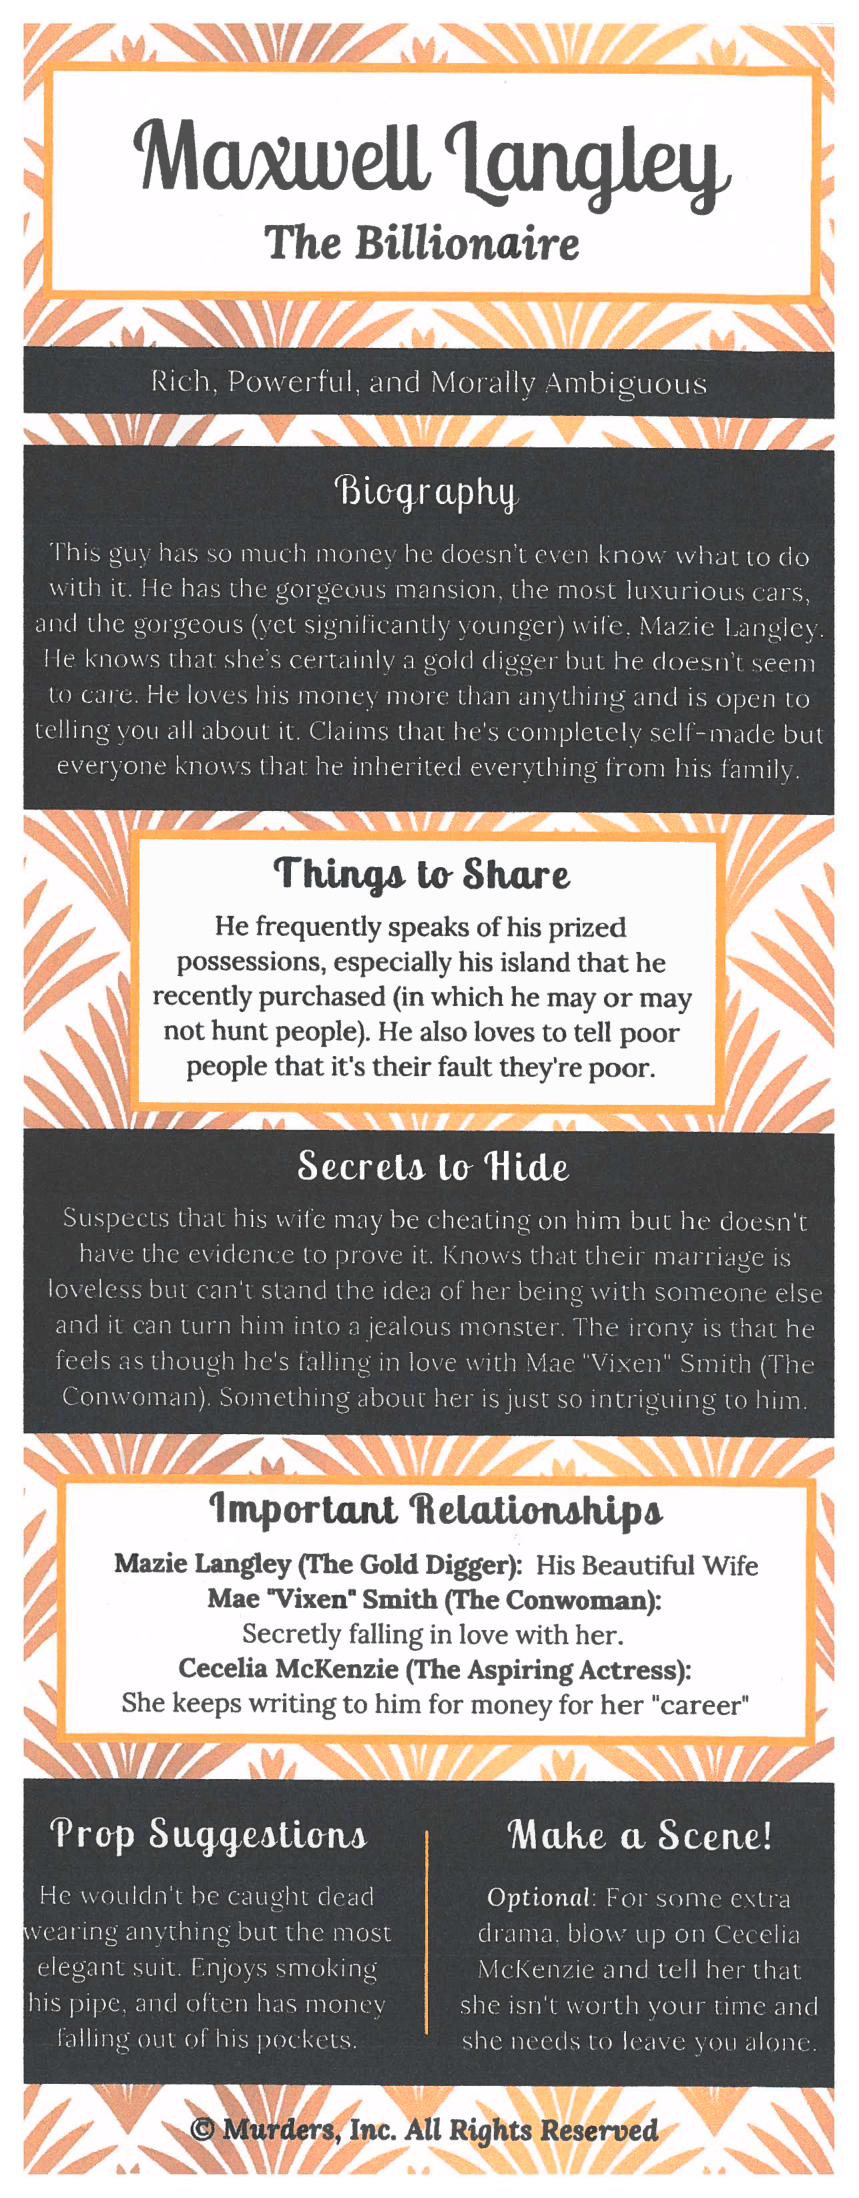 Maxwell Langley
The Billionaire
Rich, Powerful, and Morally Ambiguous
Biography
This guy has so much money he doesn't even know what to do
with it. He has the gorgeous mansion, the most luxurious cars,
and the gorgeous (yet significantly younger) wife, Mazie Langley.
He knows that she's certainly a gold digger but he doesn't seem
to care. He loves his money more than anything and is open to
telling you all about it. Claims that he's completely self-made but
everyone knows that he inherited everything from his family.
Things to Share
He frequently speaks of his prized
possessions, especially his island that he
recently purchased (in which he may or may
not hunt people). He also loves to tell poor
people that it's their fault they're poor.
Secrets to Hide
Suspects that his wife may be cheating on him but he doesn't
have the evidence to prove it. Knows that their marriage is
loveless but can't stand the idea of her being with someone else
and it can turn him into a jealous monster. The irony is that he
feels as though he's falling in love with Mae "Vixen" Smith (The
Conwoman). Something about her is just so intriguing to him.
Important Relationships
Mazie Langley (The Gold Digger): His Beautiful Wife
Mae "Vixen" Smith (The Conwoman):
Secretly falling in love with her.
Cecelia McKenzie (The Aspiring Actress):
She keeps writing to him for money for her "career"
Prop Suggestions
He wouldn't be caught dead
wearing anything but the most
elegant suit. Enjoys smoking
his pipe, and often has money
falling out of his pockets.
Make a Scene!
Optional: For some extra
drama, blow up on Cecelia
McKenzie and tell her that
she isn't worth your time and
she needs to leave you alone.
© Murders, Inc. All Rights Reserved